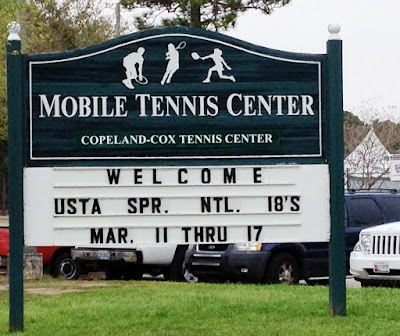 MOBILE TENNIS CENTER
COPELAND-COX TENNIS CENTER
WELCOME
USTA SPR. NTL. 18'S
MAR. 11 THRU 17